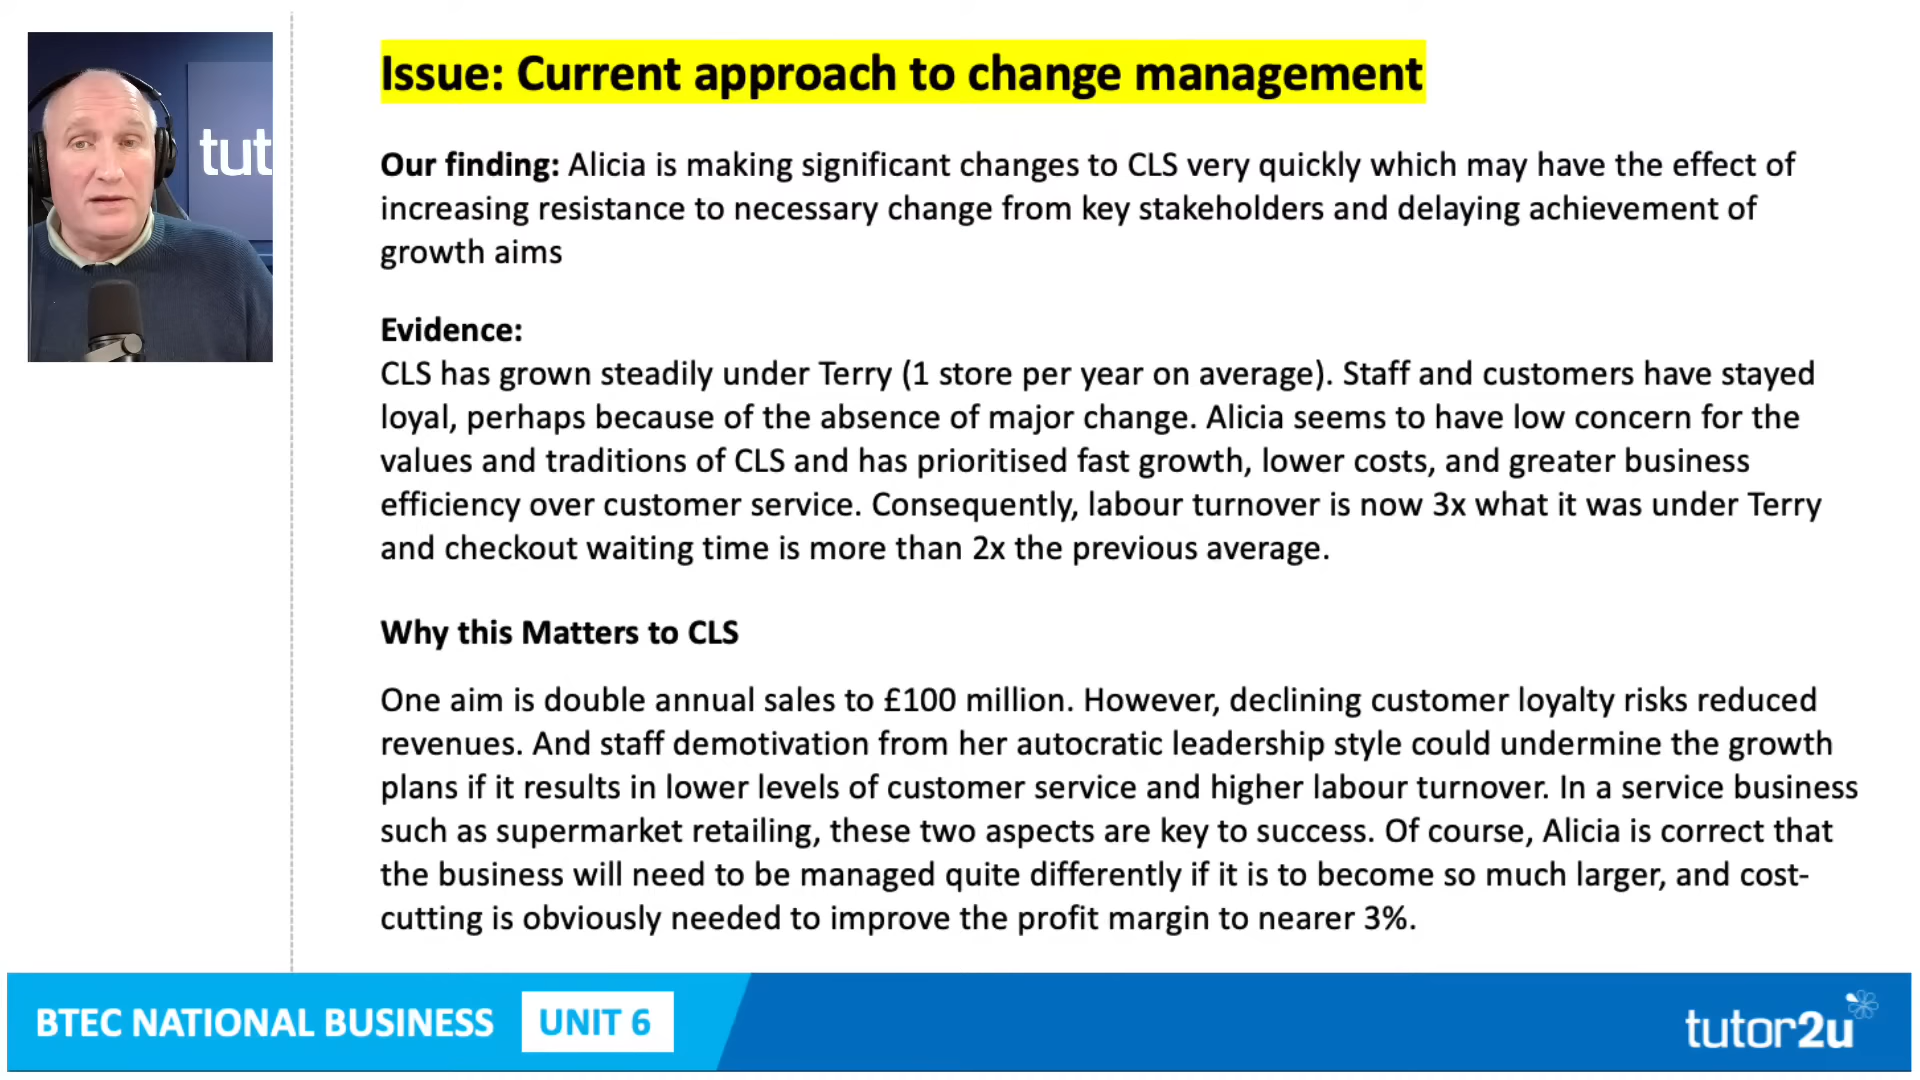 tut
Issue: Current approach to change management
Our finding: Alicia is making significant changes to CLS very quickly which may have the effect of
increasing resistance to necessary change from key stakeholders and delaying achievement of
growth aims
Evidence:
CLS has grown steadily under Terry (1 store per year on average). Staff and customers have stayed
loyal, perhaps because of the absence of major change. Alicia seems to have low concern for the
values and traditions of CLS and has prioritised fast growth, lower costs, and greater business
efficiency over customer service. Consequently, labour turnover is now 3x what it was under Terry
and checkout waiting time is more than 2x the previous average.
Why this Matters to CLS
One aim is double annual sales to £100 million. However, declining customer loyalty risks reduced
revenues. And staff demotivation from her autocratic leadership style could undermine the growth
plans if it results in lower levels of customer service and higher labour turnover. In a service business
such as supermarket retailing, these two aspects are key to success. Of course, Alicia is correct that
the business will need to be managed quite differently if it is to become so much larger, and cost-
cutting is obviously needed to improve the profit margin to nearer 3%.
BTEC NATIONAL BUSINESS UNIT 6
tutor2u